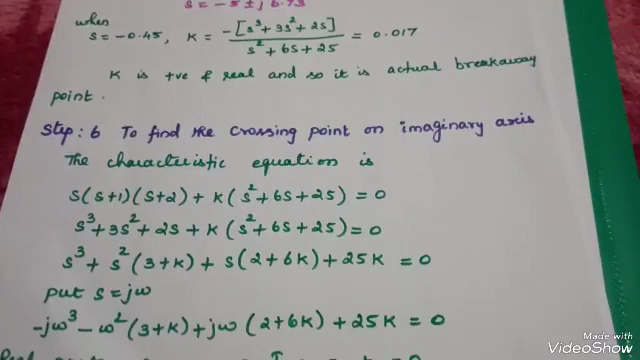 s = -5 ± j 6.73
when
s = -0.45, K = -[s³+3s²+2s] / s²+6s+25 = 0.017
K is +ve & real and so it is actual breakaway
point.
Step: 6 To find the crossing point on imaginary axis
The characteristic equation is
s(s+1)(s+2) + K(s²+6s+25) = 0
s³+3s²+2s + K(s²+6s+25) = 0
s³ + s²(3+K) + s(2+6K) + 25K = 0
put s = jω
-jω³ - ω²(3+K) + jω(2+6K) + 25K = 0
Made with
VideoShow